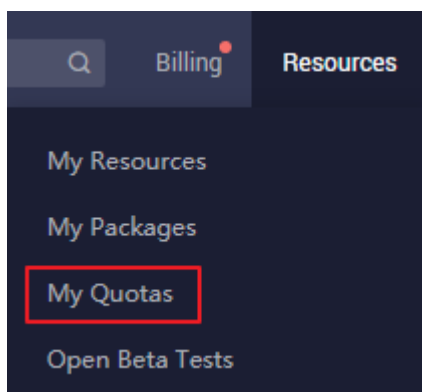 Billing Resources
My Resources
My Packages
My Quotas
Open Beta Tests